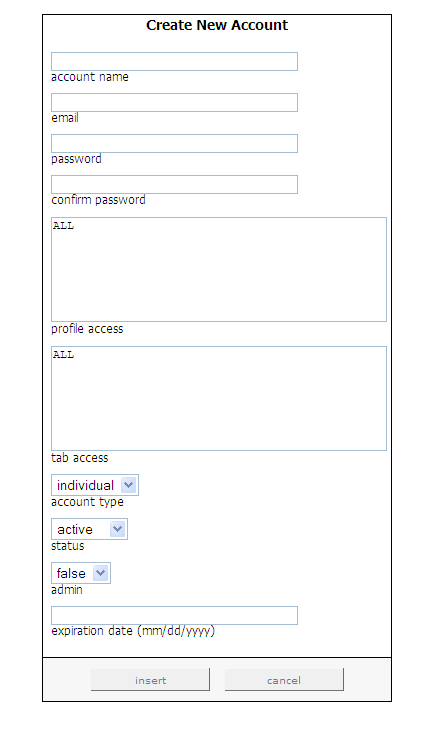 Create New Account
account name
email
password
confirm password
ALL
profile access
ALL
tab access
individual
account type
active
status
false
admin
expiration date (mm/dd/yyyy)
insert cancel